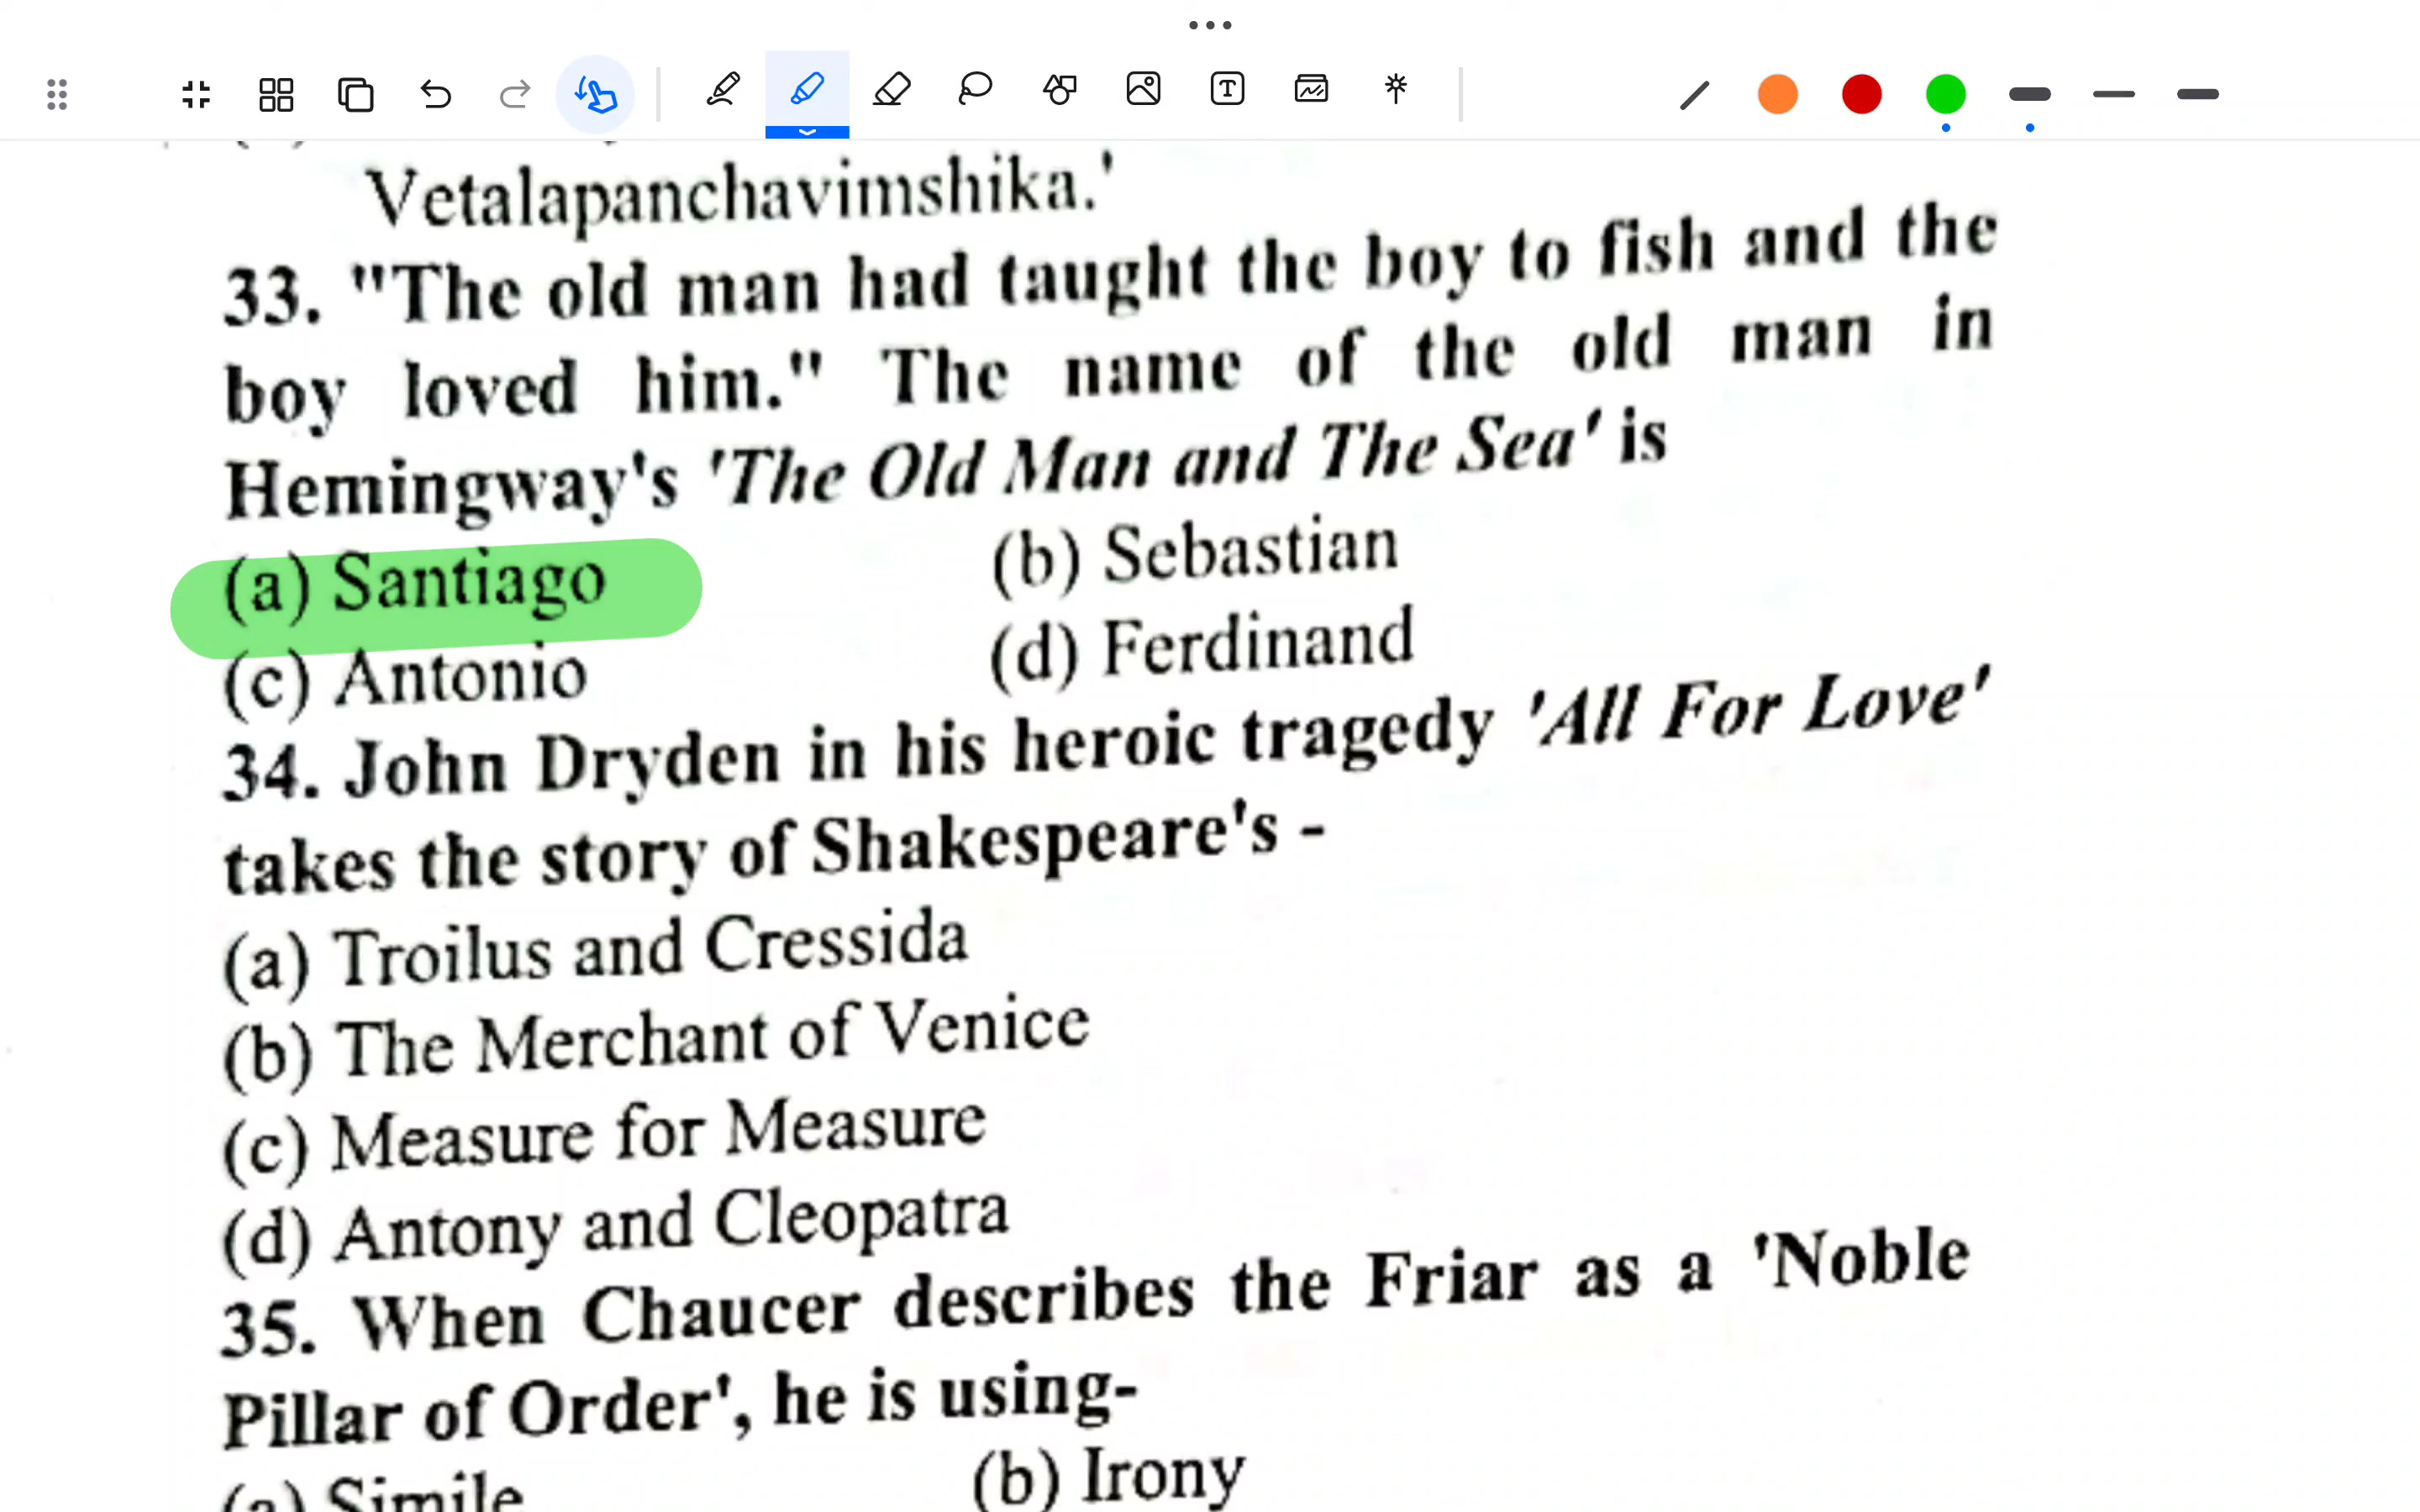 Vetalapanchavimshika.'
33. "The old man had taught the boy to fish and the
boy loved him." The name of the old man in
Hemingway's 'The Old Man and The Sea' is
(a) Santiago (b) Sebastian
(c) Antonio (d) Ferdinand
34. John Dryden in his heroic tragedy 'All For Love'
takes the story of Shakespeare's -
(a) Troilus and Cressida
(b) The Merchant of Venice
(c) Measure for Measure
(d) Antony and Cleopatra
35. When Chaucer describes the Friar as a 'Noble
Pillar of Order', he is using-
(a) Simile (b) Irony